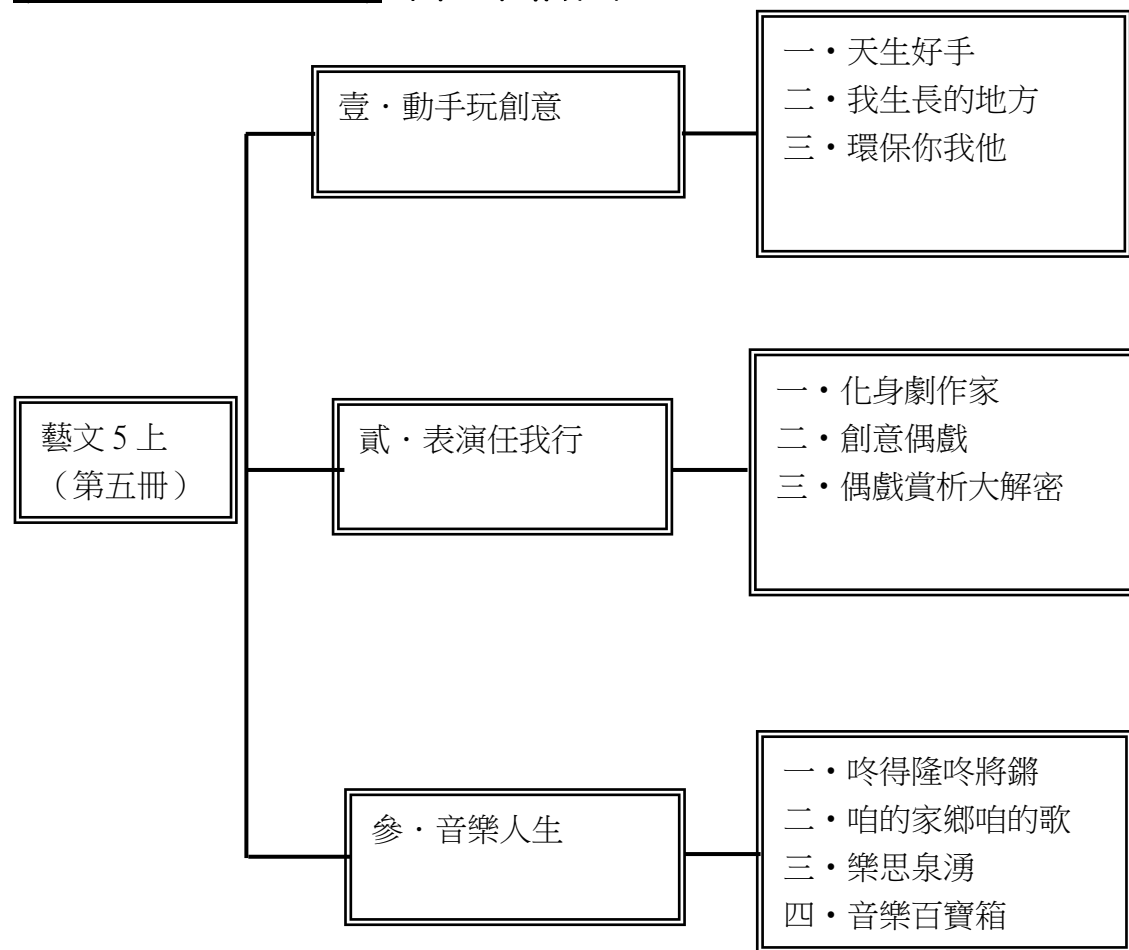 壹‧動手玩創意
一‧天生好手
二‧我生長的地方
三‧環保你我他
藝文 5 上
（第五冊）
貳‧表演任我行
一‧化身劇作家
二‧創意偶戲
三‧偶戲賞析大解密
參‧音樂人生
一‧咚得隆咚將鏘
二‧咱的家鄉咱的歌
三‧樂思泉湧
四‧音樂百寶箱